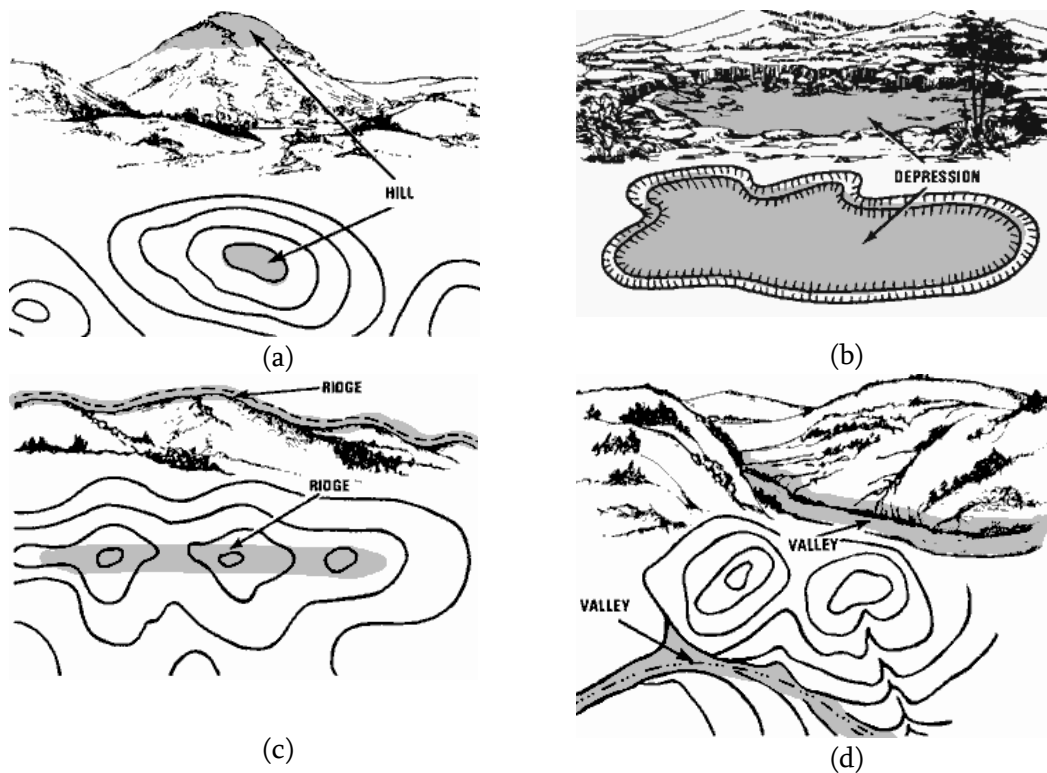 HILL
(a)
DEPRESSION
(b)
RIDGE
RIDGE
(c)
VALLEY
VALLEY
(d)